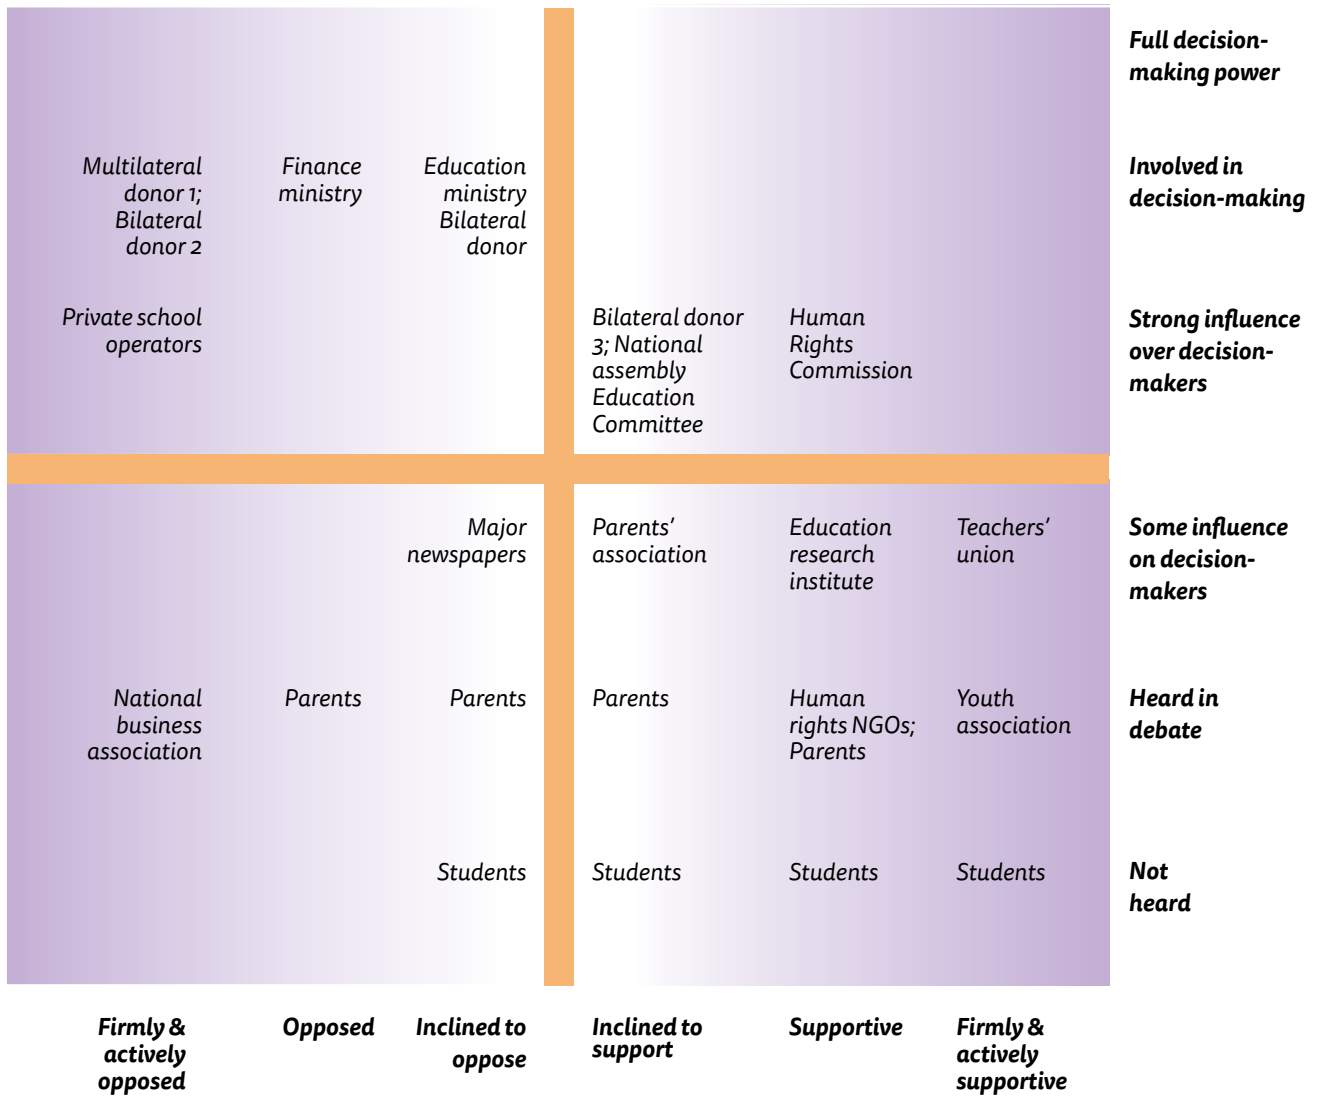 Full decision-
making power
Multilateral
donor 1;
Bilateral
donor 2
Finance
ministry
Education
ministry
Bilateral
donor
Involved in
decision-making
Private school
operators
Bilateral donor
3; National
assembly
Education
Committee
Human
Rights
Commission
Strong influence
over decision-
makers
Major
newspapers
Parents’
association
Education
research
institute
Teachers’
union
Some influence
on decision-
makers
National
business
association
Parents
Parents
Parents
Human
rights NGOs;
Parents
Youth
association
Heard in
debate
Students
Students
Students
Students
Not
heard
Firmly &
actively
opposed
Opposed
Inclined to
oppose
Inclined to
support
Supportive
Firmly &
actively
supportive